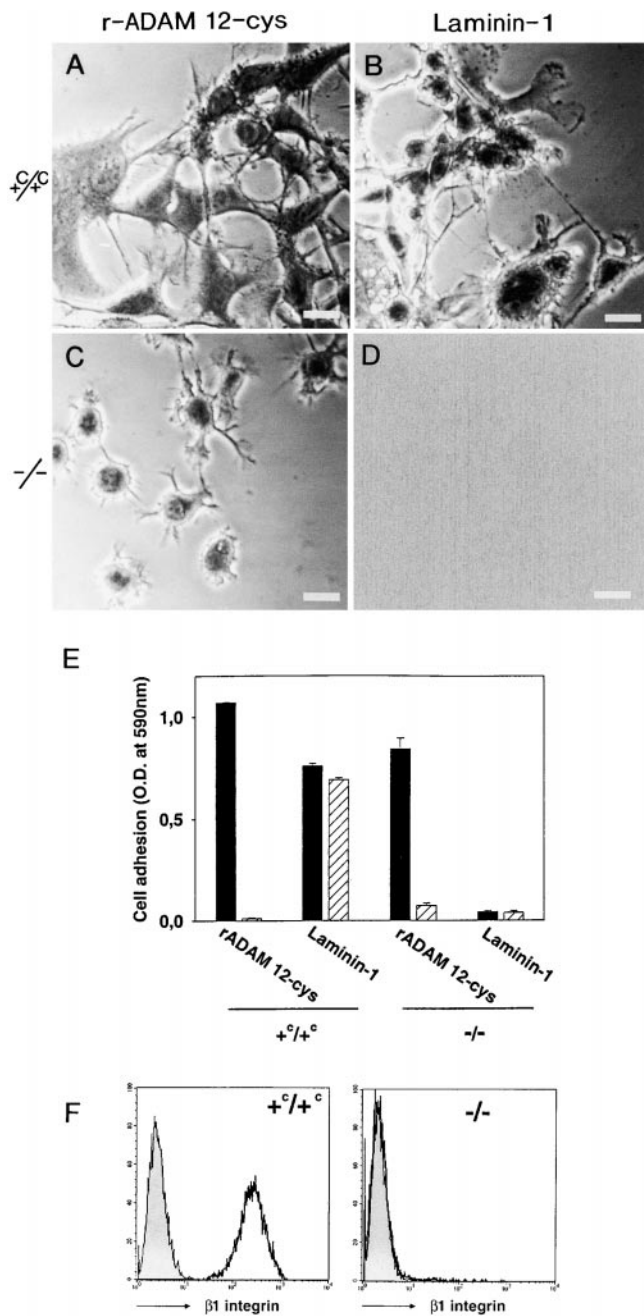 r-ADAM 12-cys
Laminin-1
A
B
+c/+c
C
D
-/-
E
Cell adhesion (O.D. at 590nm)
1,0
0,5
0,0
rADAM 12-cys
Laminin-1
rADAM 12-cys
Laminin-1
+c/+c
-/-
F
+c/+c
-/-
β1 integrin
β1 integrin